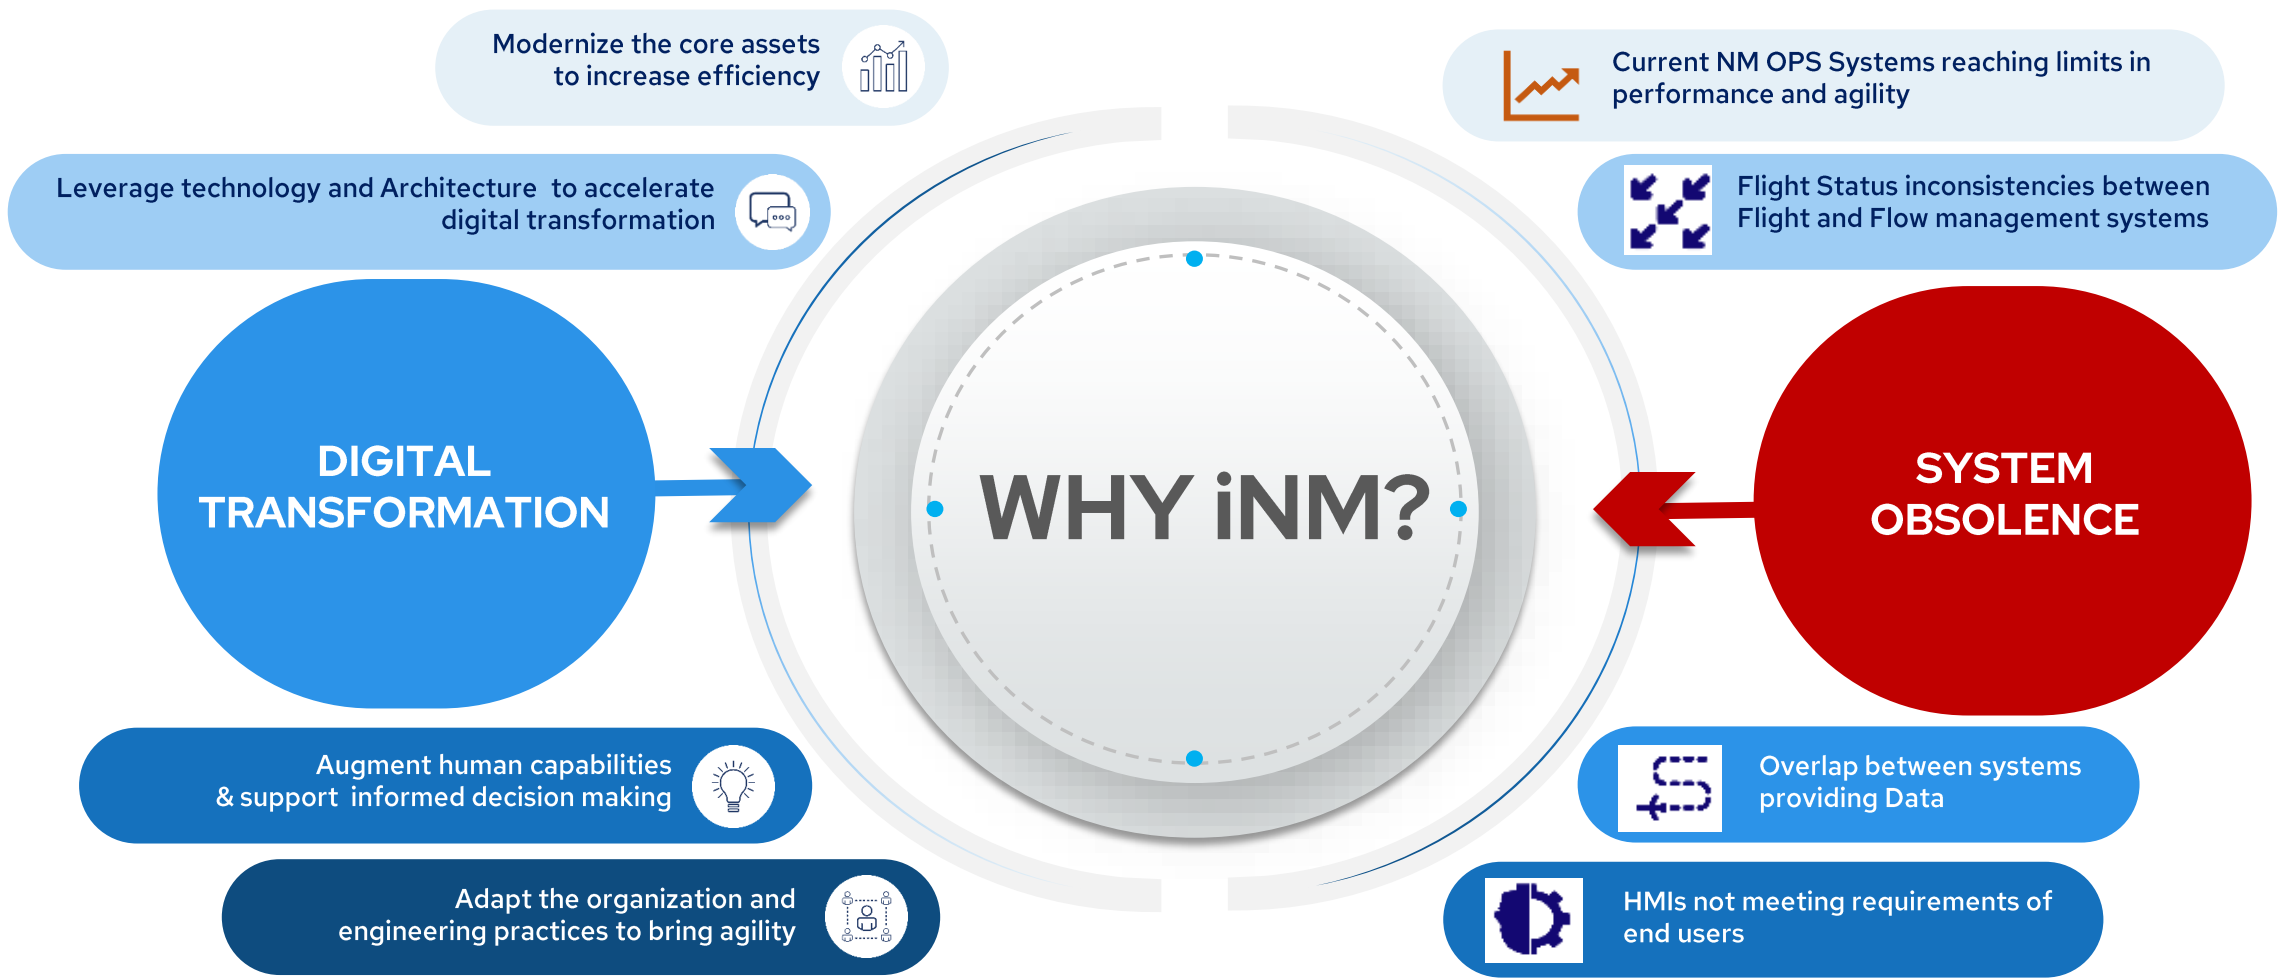 Modernize the core assets
to increase efficiency
Leverage technology and Architecture  to accelerate
digital transformation
DIGITAL
TRANSFORMATION
Augment human capabilities
& support  informed decision making
Adapt the organization and
engineering practices to bring agility
WHY iNM?
Current NM OPS Systems reaching limits in
performance and agility
Flight Status inconsistencies between
Flight and Flow management systems
SYSTEM
OBSOLENCE
Overlap between systems
providing Data
HMIs not meeting requirements of
end users